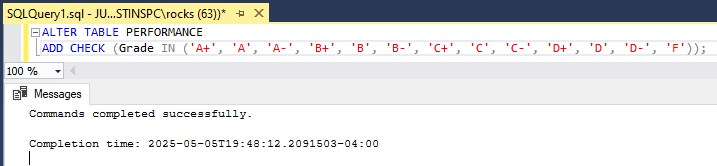 SQLQuery1.sql - JU...STINSPC\rocks (63))*
ALTER TABLE PERFORMANCE
ADD CHECK (Grade IN ('A+', 'A', 'A-', 'B+', 'B', 'B-', 'C+', 'C', 'C-', 'D+', 'D', 'D-', 'F'));
100 %
Messages
Commands completed successfully.
Completion time: 2025-05-05T19:48:12.2091503-04:00